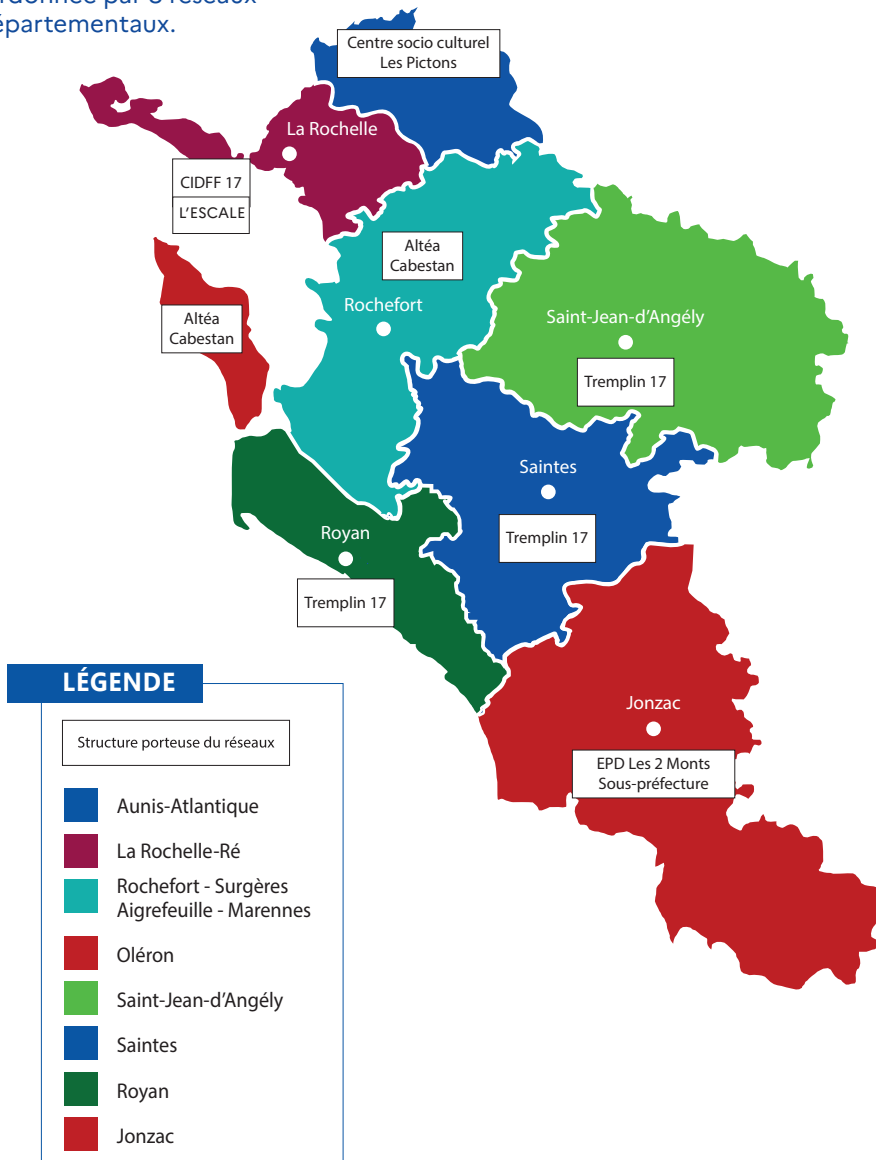 par 8 réseaux
départementaux.
Centre socio culturel
Les Pictons
La Rochelle
CIDFF 17
L'ESCALE
Altéa
Cabestan
Rochefort
Altéa
Cabestan
Saint-Jean-d'Angély
Tremplin 17
Saintes
Tremplin 17
Royan
Tremplin 17
Jonzac
EPD Les 2 Monts
Sous-préfecture
LÉGENDE
Structure porteuse du réseaux
Aunis-Atlantique
La Rochelle-Ré
Rochefort - Surgères
Aigrefeuille - Marennes
Oléron
Saint-Jean-d'Angély
Saintes
Royan
Jonzac